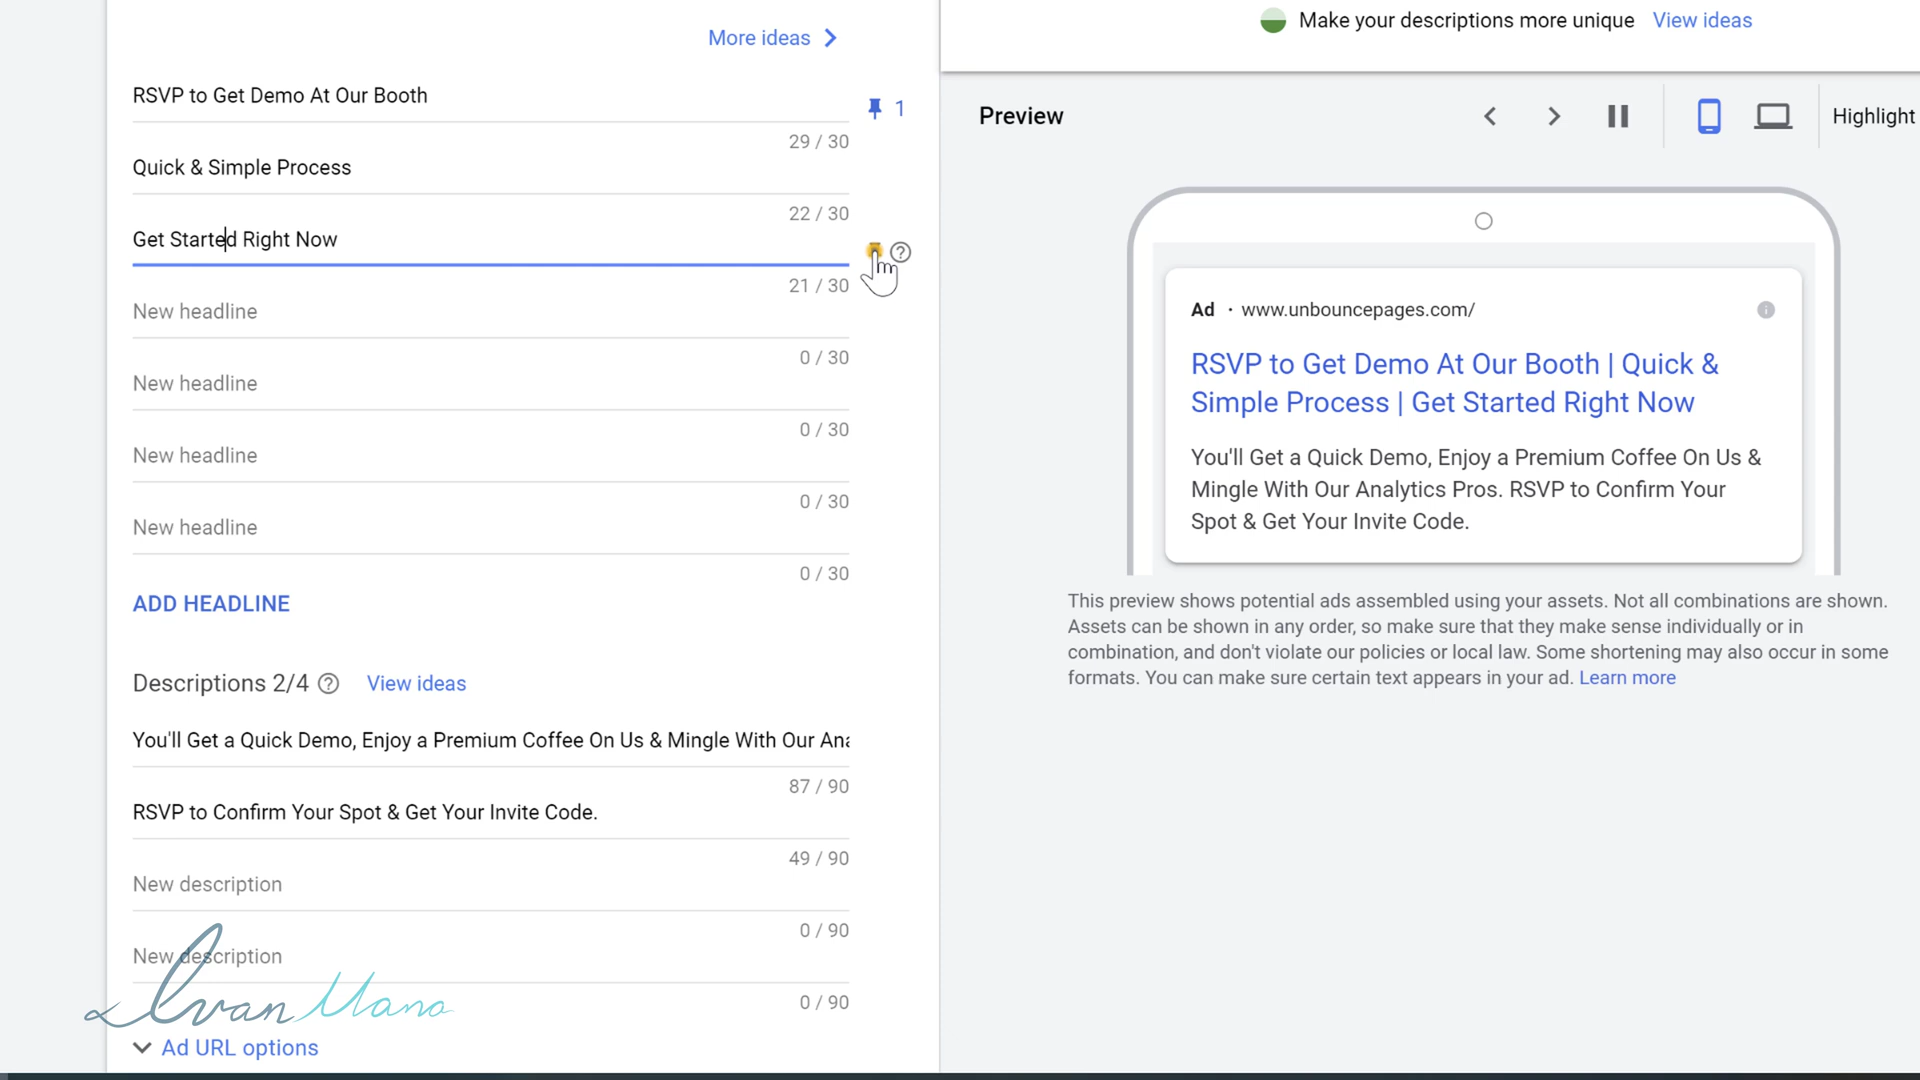 More ideas
Make your descriptions more unique View ideas
RSVP to Get Demo At Our Booth
1
29 / 30
Quick & Simple Process
22 / 30
Get Started Right Now
21 / 30
New headline
0 / 30
New headline
0 / 30
New headline
0 / 30
New headline
0 / 30
ADD HEADLINE
Descriptions 2/4 View ideas
You'll Get a Quick Demo, Enjoy a Premium Coffee On Us & Mingle With Our Ana
87 / 90
RSVP to Confirm Your Spot & Get Your Invite Code.
49 / 90
New description
0 / 90
New description
0 / 90
Ivan Mana
Ad URL options
Preview
Highlight
Ad · www.unbouncepages.com/
RSVP to Get Demo At Our Booth | Quick &
Simple Process | Get Started Right Now
You'll Get a Quick Demo, Enjoy a Premium Coffee On Us &
Mingle With Our Analytics Pros. RSVP to Confirm Your
Spot & Get Your Invite Code.
This preview shows potential ads assembled using your assets. Not all combinations are shown.
Assets can be shown in any order, so make sure that they make sense individually or in
combination, and don't violate our policies or local law. Some shortening may also occur in some
formats. You can make sure certain text appears in your ad. Learn more